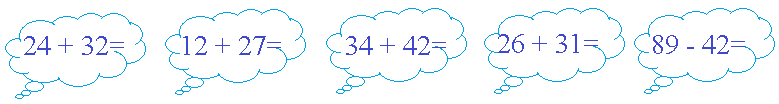 24 + 32= 12 + 27= 34 + 42= 26 + 31= 89 - 42=